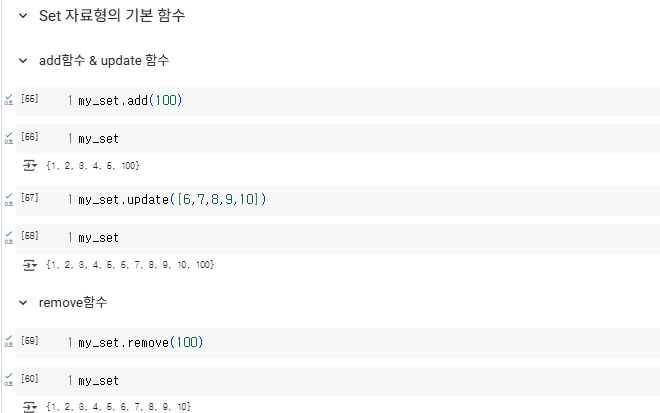 Set 자료형의 기본 함수
add함수 & update 함수
[55] 1 my_set.add(100)
0초
[56] 1 my_set
0초
{1, 2, 3, 4, 5, 100}
[57] 1 my_set.update([6,7,8,9,10])
0초
[58] 1 my_set
0초
{1, 2, 3, 4, 5, 6, 7, 8, 9, 10, 100}
remove함수
[59] 1 my_set.remove(100)
0초
[60] 1 my_set
0초
{1, 2, 3, 4, 5, 6, 7, 8, 9, 10}